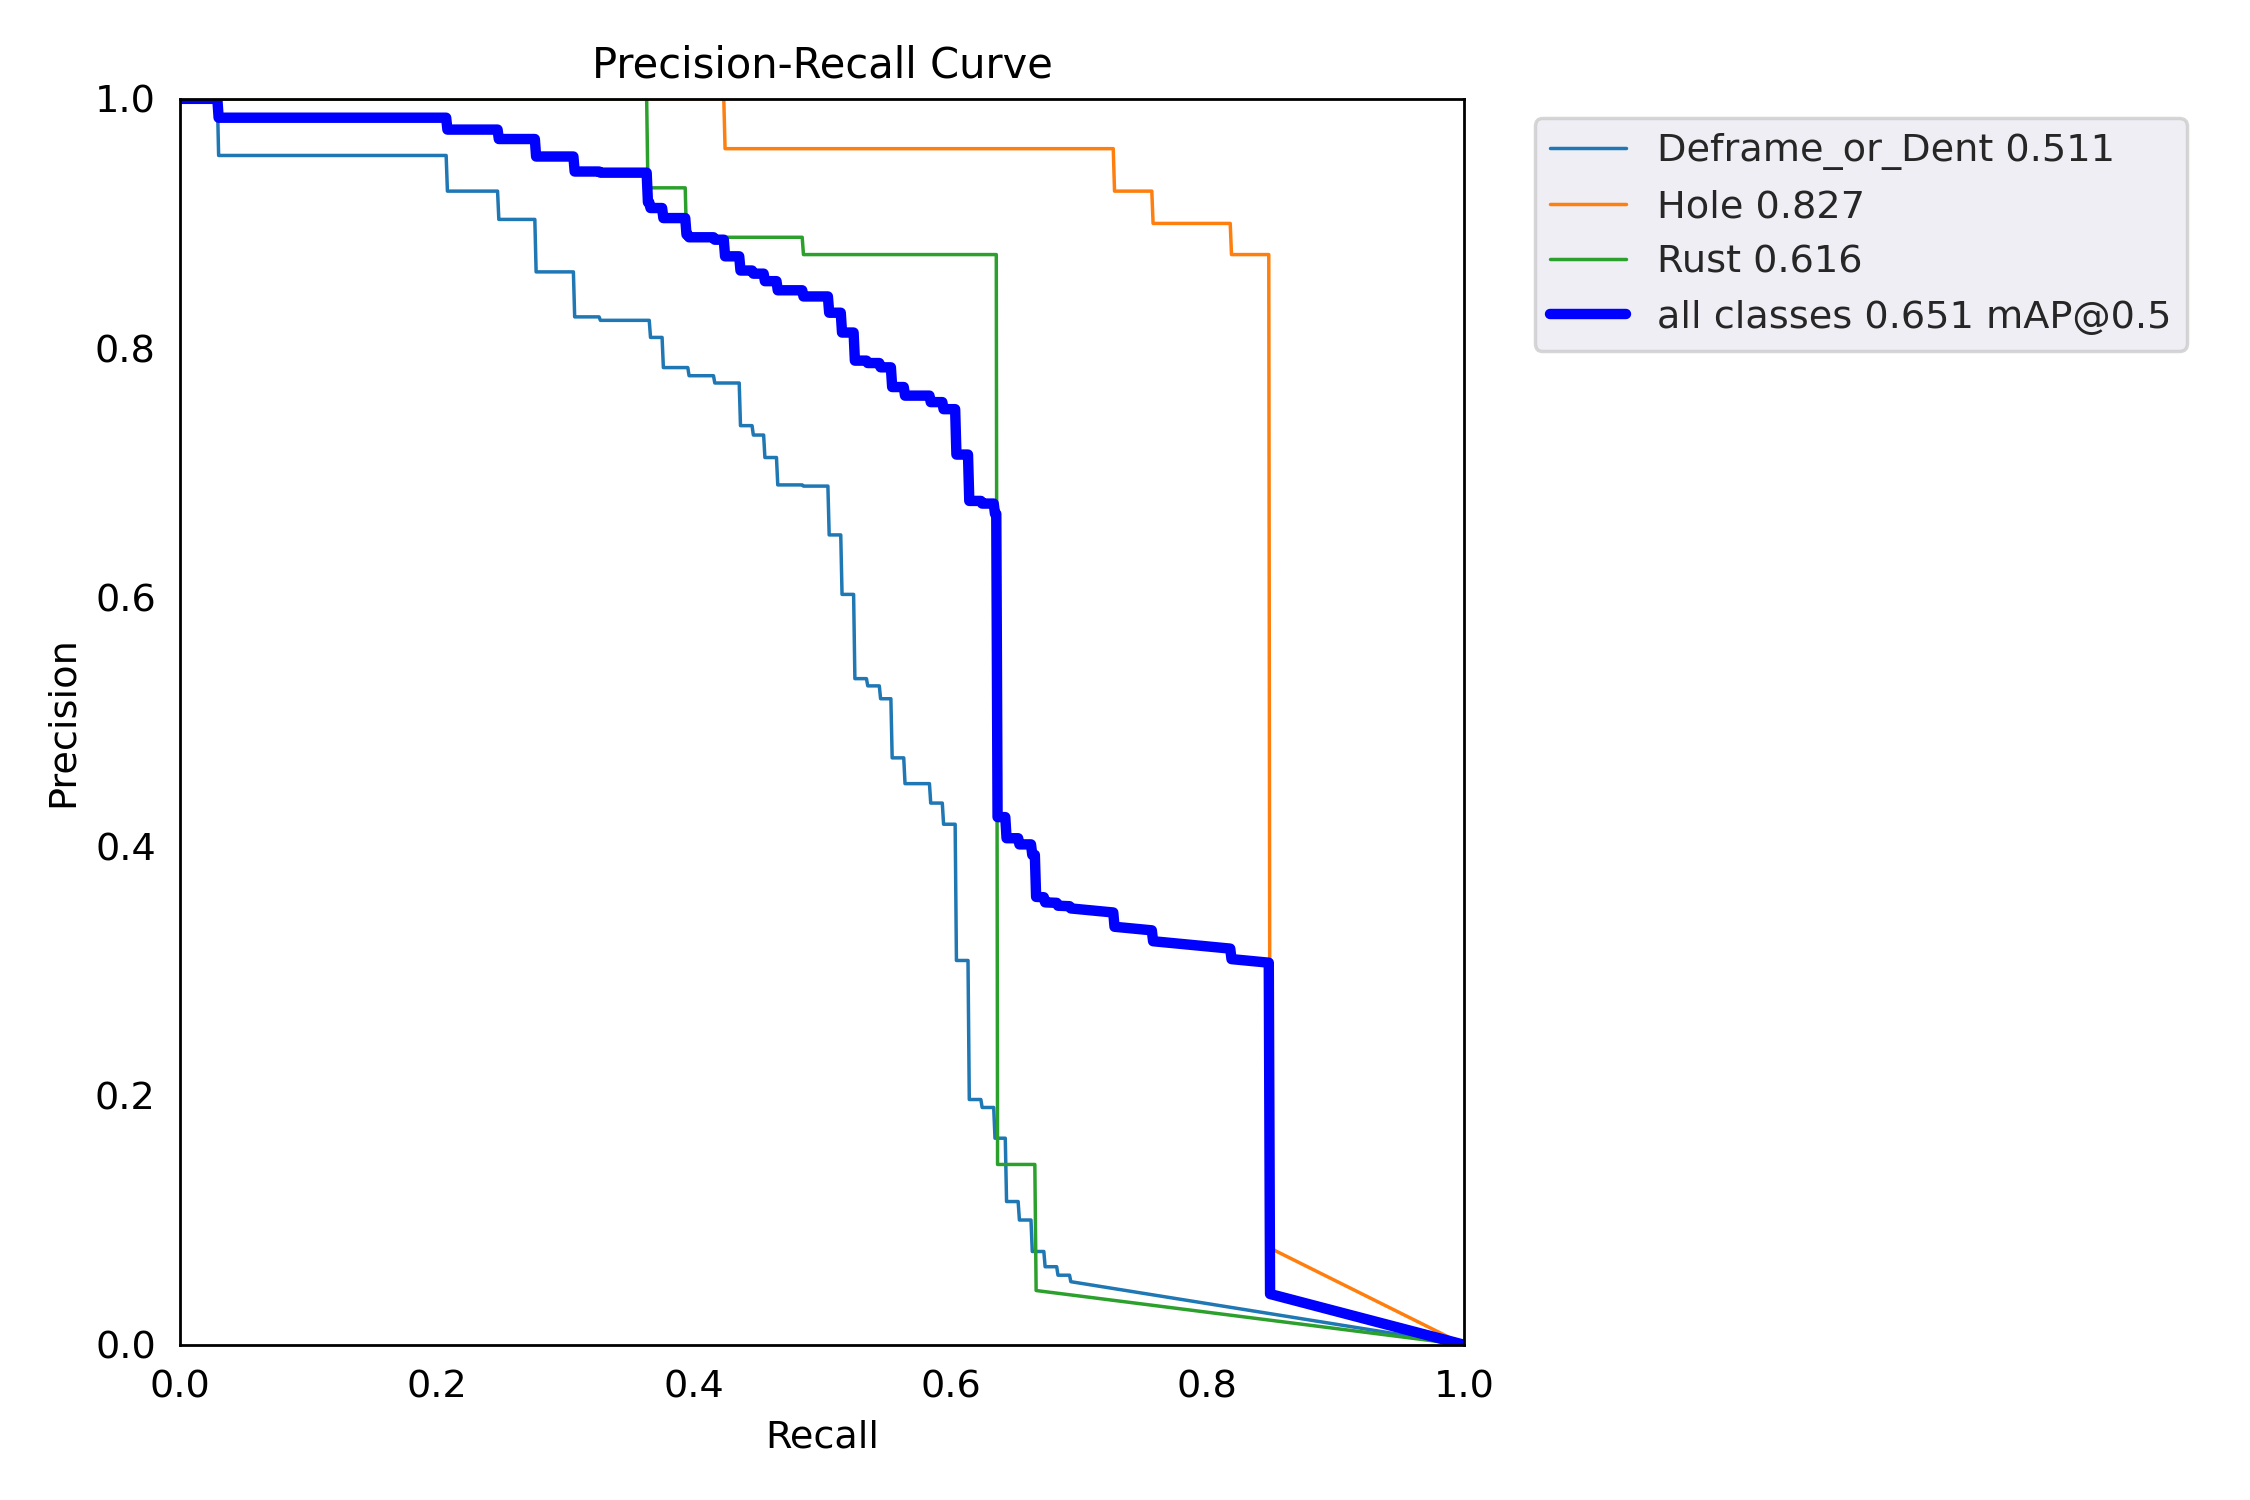 Precision-Recall Curve
1.0
0.8
0.6
0.4
0.2
0.0
Precision
0.0 0.2 0.4 0.6 0.8 1.0
Recall
Deframe_or_Dent 0.511
Hole 0.827
Rust 0.616
all classes 0.651 mAP@0.5